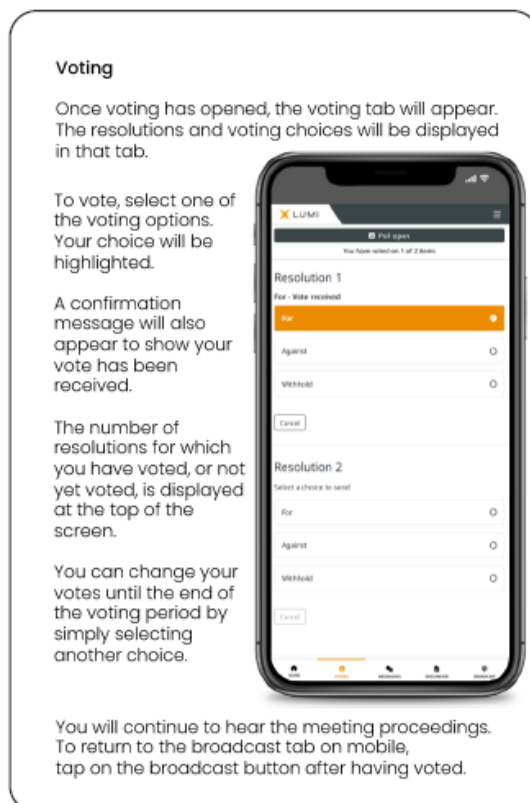 Voting
Once voting has opened, the voting tab will appear.
The resolutions and voting choices will be displayed
in that tab.
To vote, select one of
the voting options.
Your choice will be
highlighted.
A confirmation
message will also
appear to show your
vote has been
received.
The number of
resolutions for which
you have voted, or not
yet voted, is displayed
at the top of the
screen.
You can change your
votes until the end of
the voting period by
simply selecting
another choice.
LUMI
Poll open
You have voted on 1 of 2 items
Resolution 1
For - Vote received
For
Against
Withhold
Cancel
Resolution 2
Select a choice to send
For
Against
Withhold
Cancel
HOME
VOTING
MESSAGING
DOCUMENTS
BROADCAST
You will continue to hear the meeting proceedings.
To return to the broadcast tab on mobile,
tap on the broadcast button after having voted.